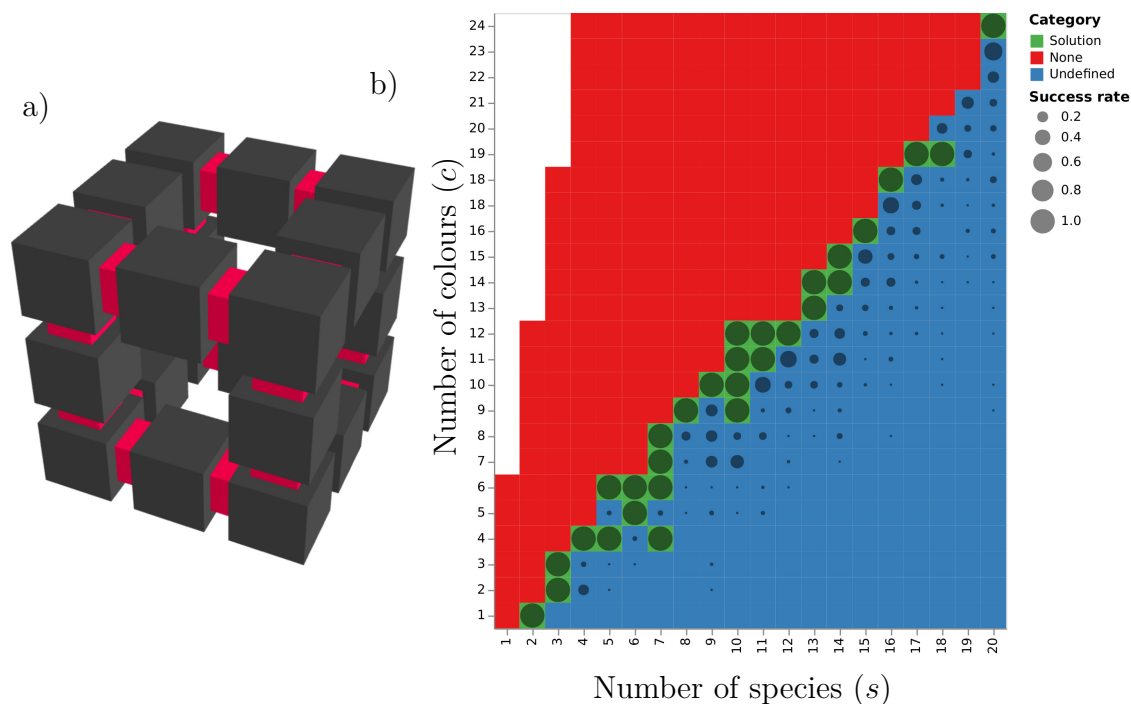 a)
b)
Number of colours (c)
24
23
22
21
20
19
18
18
16
15
14
13
12
11
10
9
8
7
6
5
4
3
2
1
1 2 3 4 5 6 7 8 9 10 11 12 13 14 15 16 17 18 19 20
Number of species (s)
Category
Solution
None
Undefined
Success rate
0.2
0.4
0.6
0.8
1.0